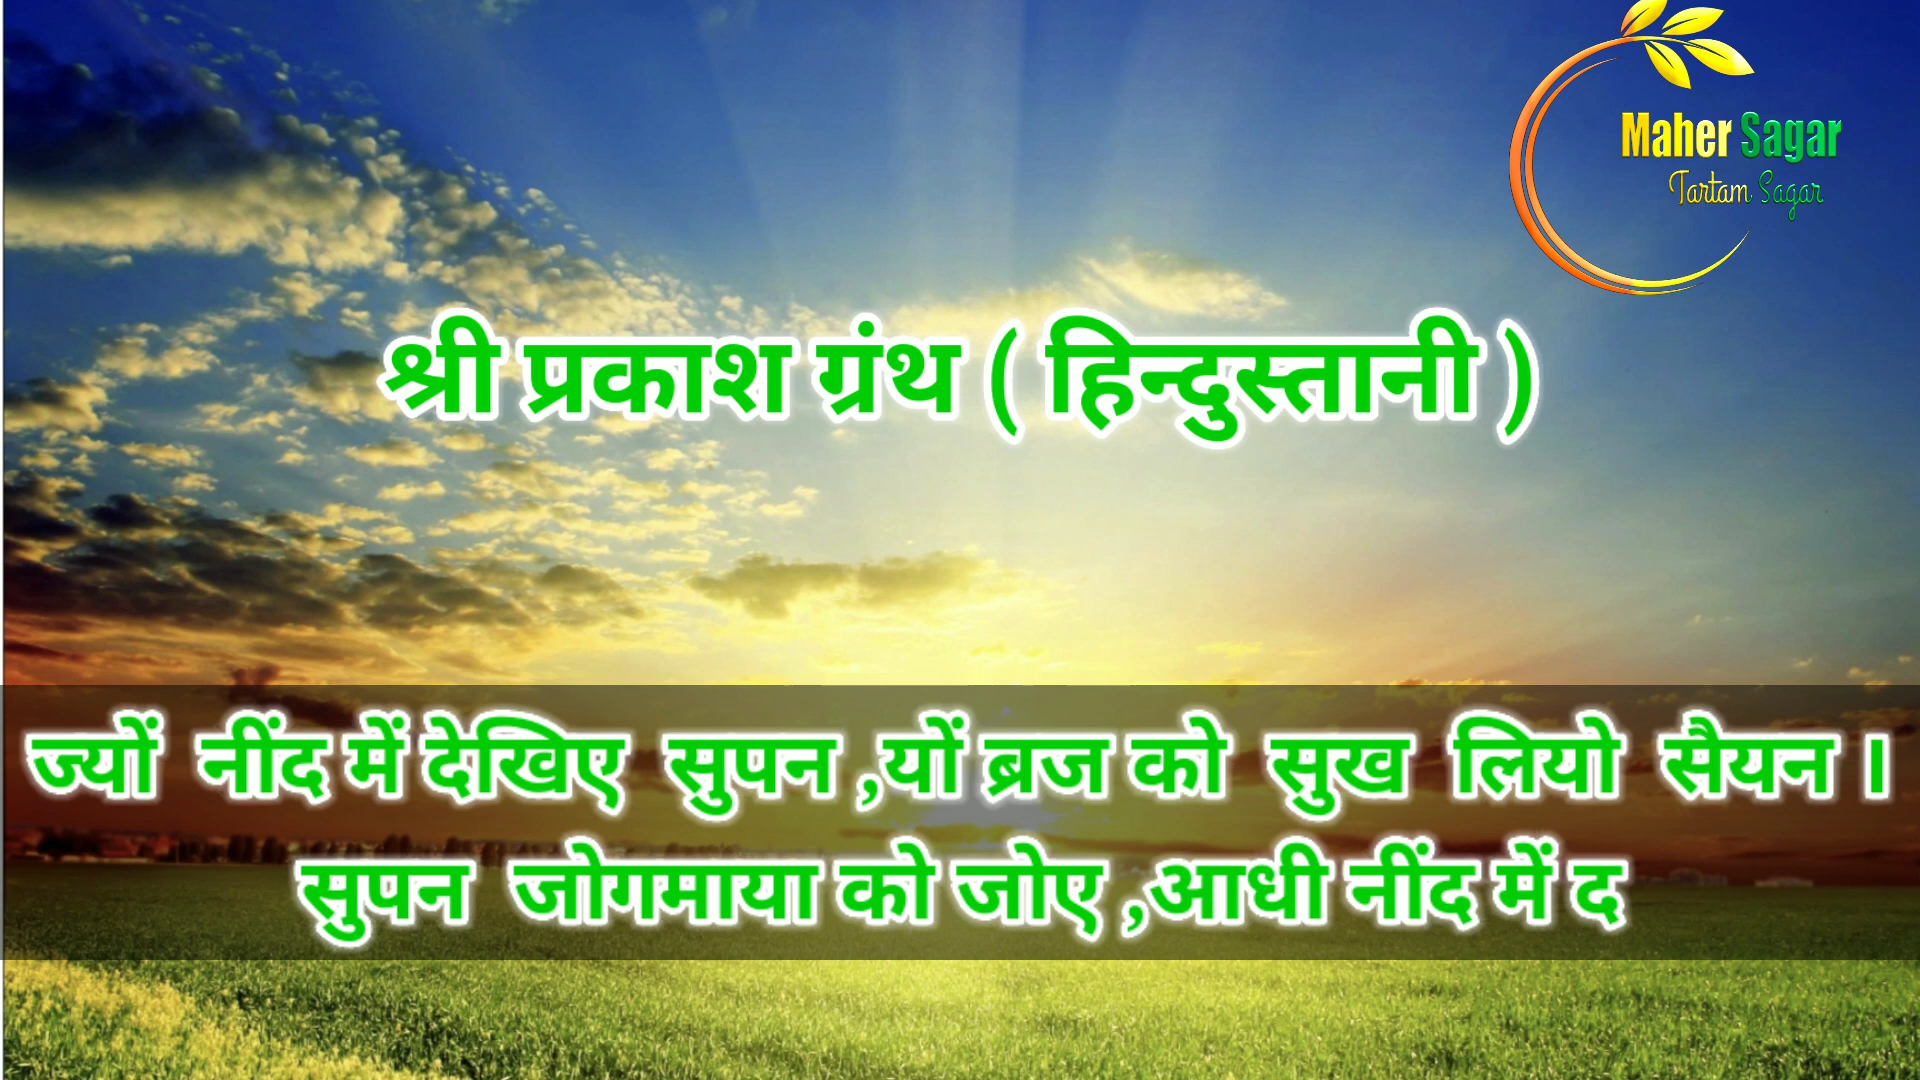 Maher Sagar
Tartam Sagar
श्री प्रकाश ग्रंथ ( हिन्दुस्तानी )
ज्यों नींद में देखिए सुपन ,यों ब्रज को सुख लियो सैयन ।
सुपन जोगमाया को जोए ,आधी नींद में द